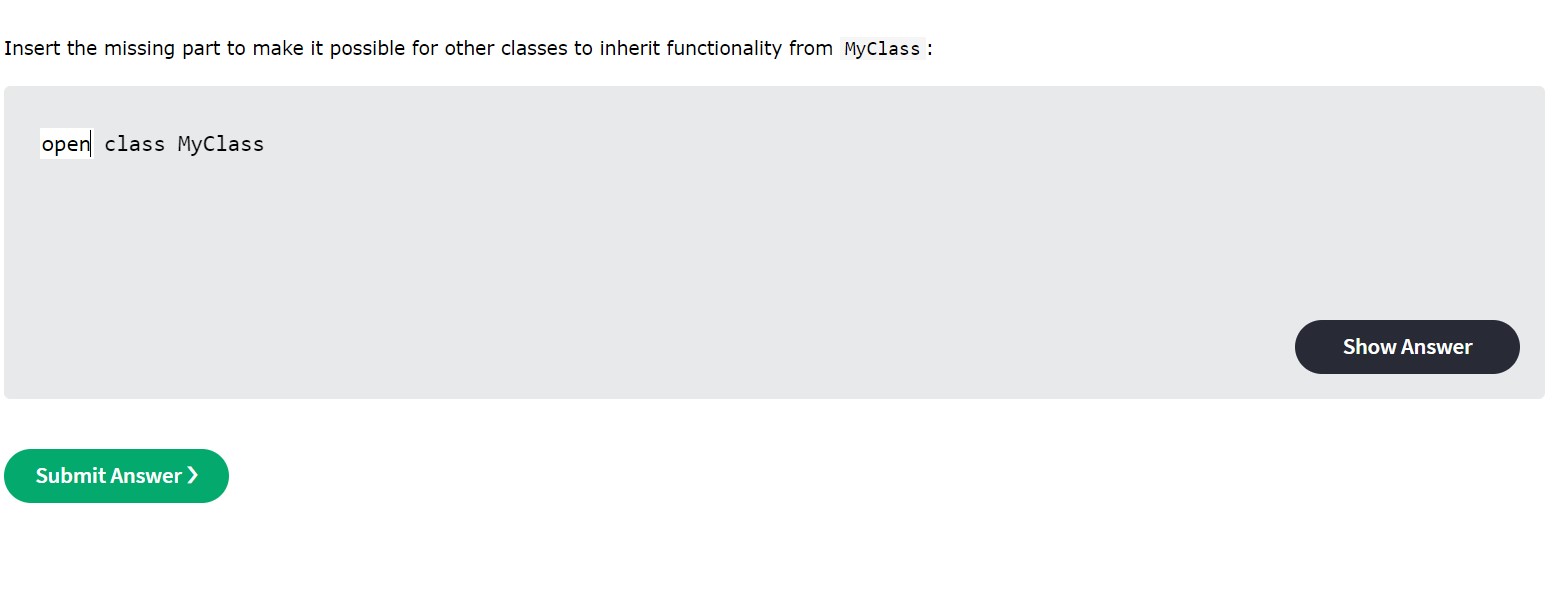 Insert the missing part to make it possible for other classes to inherit functionality from MyClass:
open class MyClass
Show Answer
Submit Answer ❯